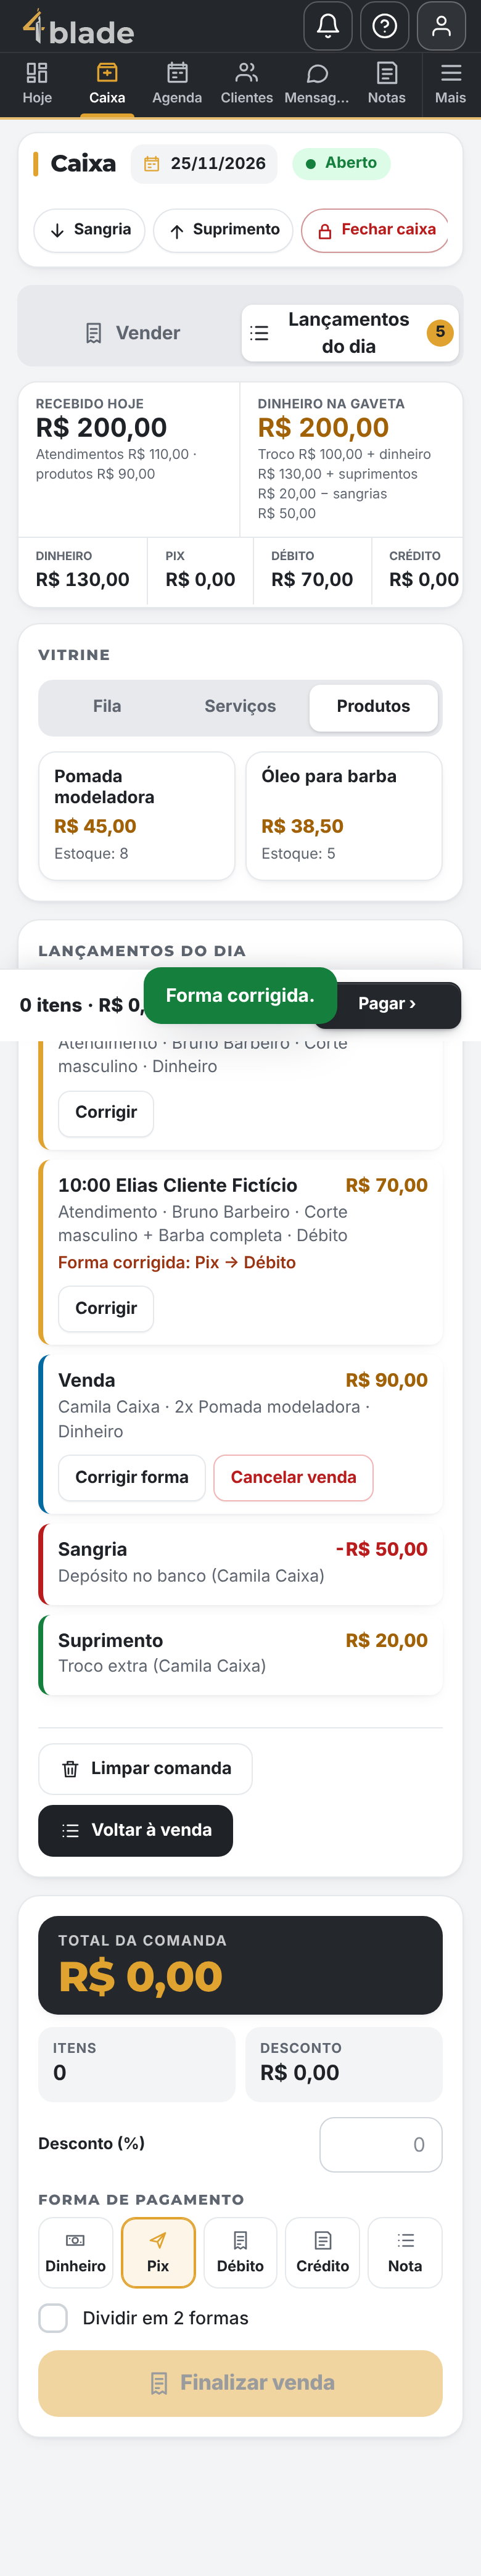 4blade
Hoje
Caixa
Agenda
Clientes
Mensag...
Notas
Mais
Caixa
25/11/2026
Aberto
Sangria
Suprimento
Fechar caixa
Vender
Lançamentos
do dia
5
RECEBIDO HOJE
R$ 200,00
Atendimentos R$ 110,00 ·
produtos R$ 90,00
DINHEIRO NA GAVETA
R$ 200,00
Troco R$ 100,00 + dinheiro
R$ 130,00 + suprimentos
R$ 20,00 − sangrias
R$ 50,00
DINHEIRO
R$ 130,00
PIX
R$ 0,00
DÉBITO
R$ 70,00
CRÉDITO
R$ 0,00
VITRINE
Fila
Serviços
Produtos
Pomada
modeladora
R$ 45,00
Estoque: 8
Óleo para barba
R$ 38,50
Estoque: 5
LANÇAMENTOS DO DIA
0 itens · R$ 0,
Forma corrigida.
Pagar ›
Atendimento · Bruno Barbeiro · Corte
masculino · Dinheiro
Corrigir
10:00 Elias Cliente Fictício
R$ 70,00
Atendimento · Bruno Barbeiro · Corte
masculino + Barba completa · Débito
Forma corrigida: Pix → Débito
Corrigir
Venda
R$ 90,00
Camila Caixa · 2x Pomada modeladora ·
Dinheiro
Corrigir forma
Cancelar venda
Sangria
-R$ 50,00
Depósito no banco (Camila Caixa)
Suprimento
R$ 20,00
Troco extra (Camila Caixa)
Limpar comanda
Voltar à venda
TOTAL DA COMANDA
R$ 0,00
ITENS
0
DESCONTO
R$ 0,00
Desconto (%)
0
FORMA DE PAGAMENTO
Dinheiro
Pix
Débito
Crédito
Nota
Dividir em 2 formas
Finalizar venda